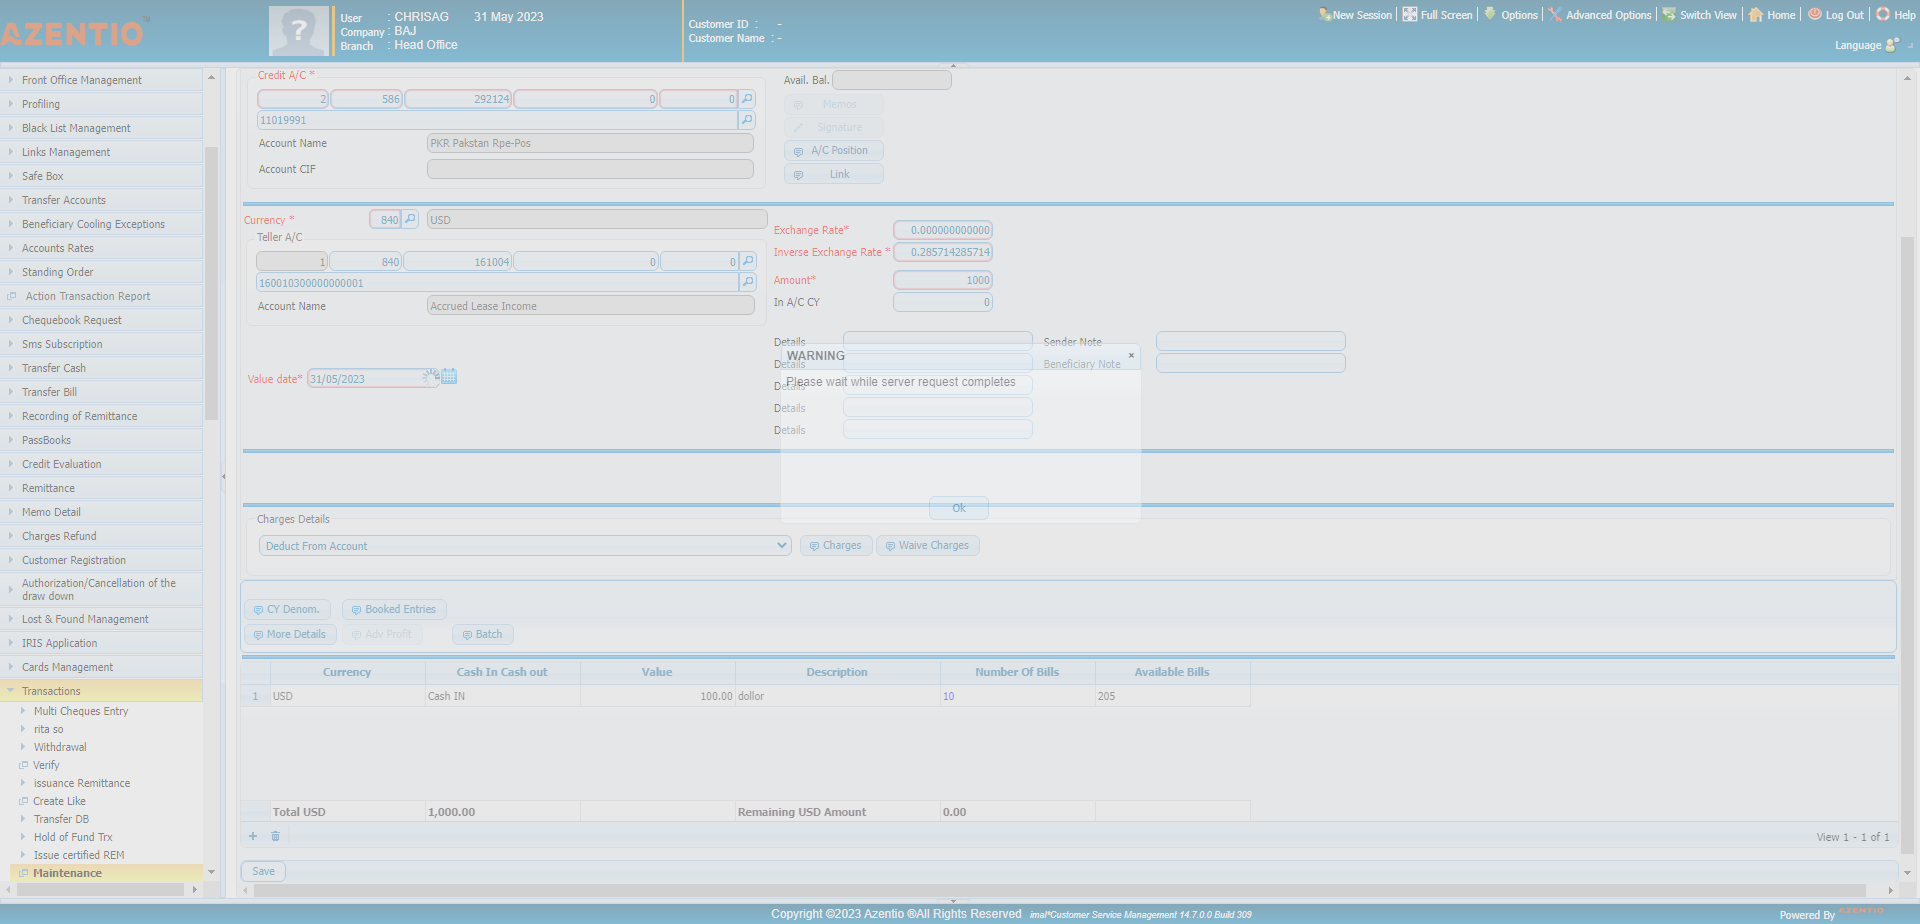 AZENTIO
User : CHRISAG 31 May 2023
Company : BAJ
Branch : Head Office
Customer ID : -
Customer Name : -
New Session
Full Screen
Options
Advanced Options
Switch View
Home
Log Out
Help
Language
Front Office Management
Profiling
Black List Management
Links Management
Safe Box
Transfer Accounts
Beneficiary Cooling Exceptions
Accounts Rates
Standing Order
Action Transaction Report
Chequebook Request
Sms Subscription
Transfer Cash
Transfer Bill
Recording of Remittance
PassBooks
Credit Evaluation
Remittance
Memo Detail
Charges Refund
Customer Registration
Authorization/Cancellation of the
draw down
Lost & Found Management
IRIS Application
Cards Management
Transactions
Multi Cheques Entry
rita so
Withdrawal
Verify
issuance Remittance
Create Like
Transfer DB
Hold of Fund Trx
Issue certified REM
Maintenance
Credit A/C *
2 586 292124 0 0
11019991
Account Name PKR Pakstan Rpe-Pos
Account CIF
Avail. Bal.
Memos
Signature
A/C Position
Link
Currency * 840 USD
Teller A/C
1 840 161004 0 0
160010300000000001
Account Name Accrued Lease Income
Exchange Rate* 0.000000000000
Inverse Exchange Rate * 0.285714285714
Amount* 1000
In A/C CY 0
Value date* 31/05/2023
Details Sender Note
Details Beneficiary Note
Details
Details
Details
WARNING ×
Please wait while server request completes
Ok
Charges Details
Deduct From Account Charges Waive Charges
CY Denom. Booked Entries
More Details Adv Profit Batch
Currency Cash In Cash out Value Description Number Of Bills Available Bills
1 USD Cash IN 100.00 dollor 10 205
Total USD 1,000.00 Remaining USD Amount 0.00
View 1 - 1 of 1
Save
Copyright ©2023 Azentio ®All Rights Reserved imal*Customer Service Management 14.7.0.0 Build 309
Powered By AZENTIO